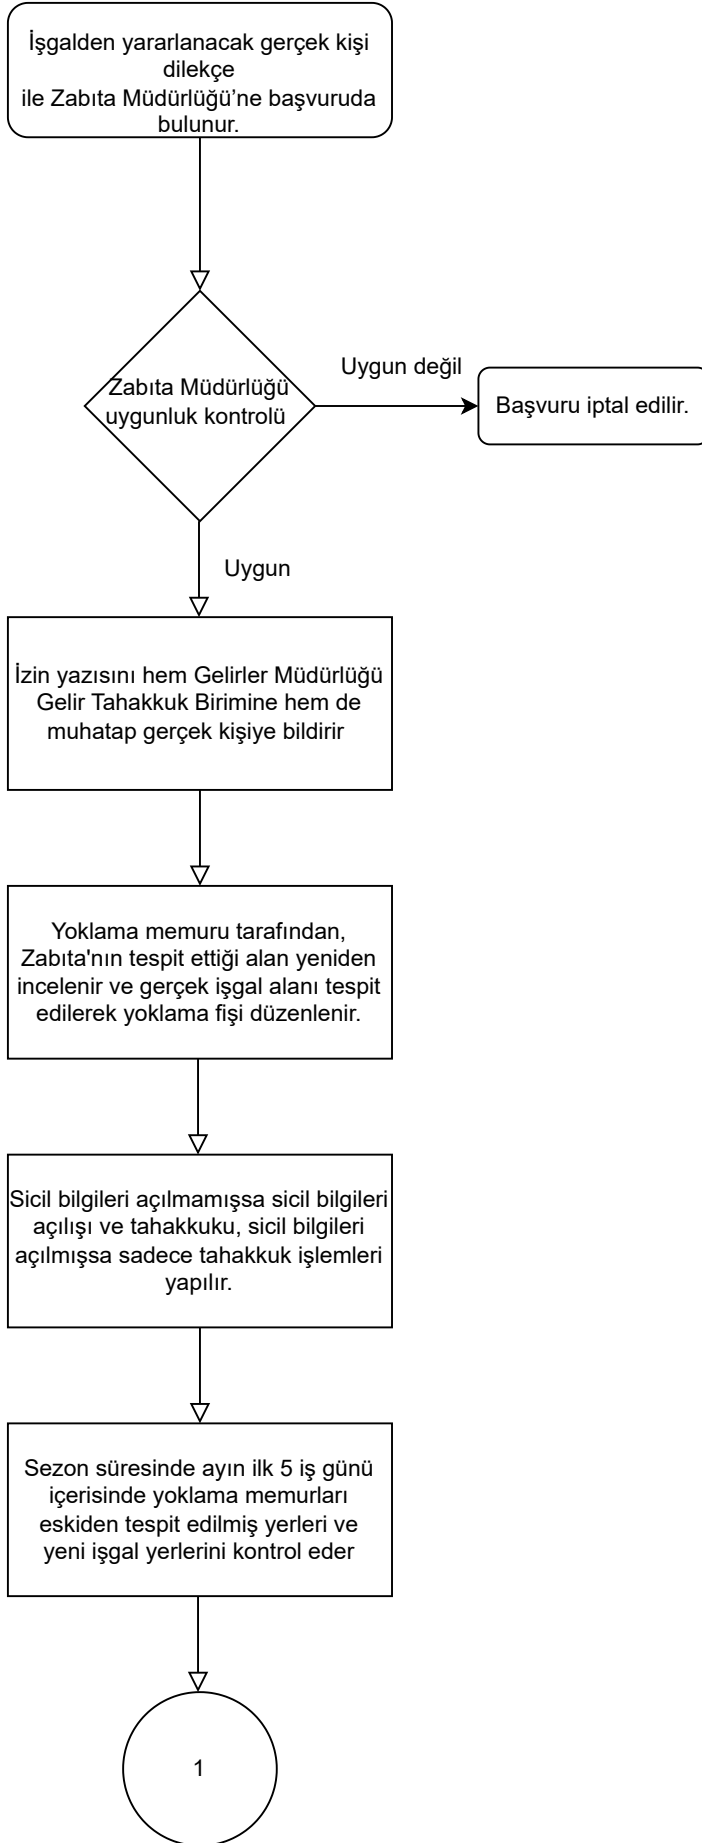 İşgalden yararlanacak gerçek kişi
dilekçe
ile Zabıta Müdürlüğü’ne başvuruda
bulunur.
Uygun değil
Zabıta Müdürlüğü
uygunluk kontrolü
Başvuru iptal edilir.
Uygun
İzin yazısını hem Gelirler Müdürlüğü
Gelir Tahakkuk Birimine hem de
muhatap gerçek kişiye bildirir
Yoklama memuru tarafından,
Zabıta'nın tespit ettiği alan yeniden
incelenir ve gerçek işgal alanı tespit
edilerek yoklama fişi düzenlenir.
Sicil bilgileri açılmamışsa sicil bilgileri
açılışı ve tahakkuku, sicil bilgileri
açılmışsa sadece tahakkuk işlemleri
yapılır.
Sezon süresinde ayın ilk 5 iş günü
içerisinde yoklama memurları
eskiden tespit edilmiş yerleri ve
yeni işgal yerlerini kontrol eder
1